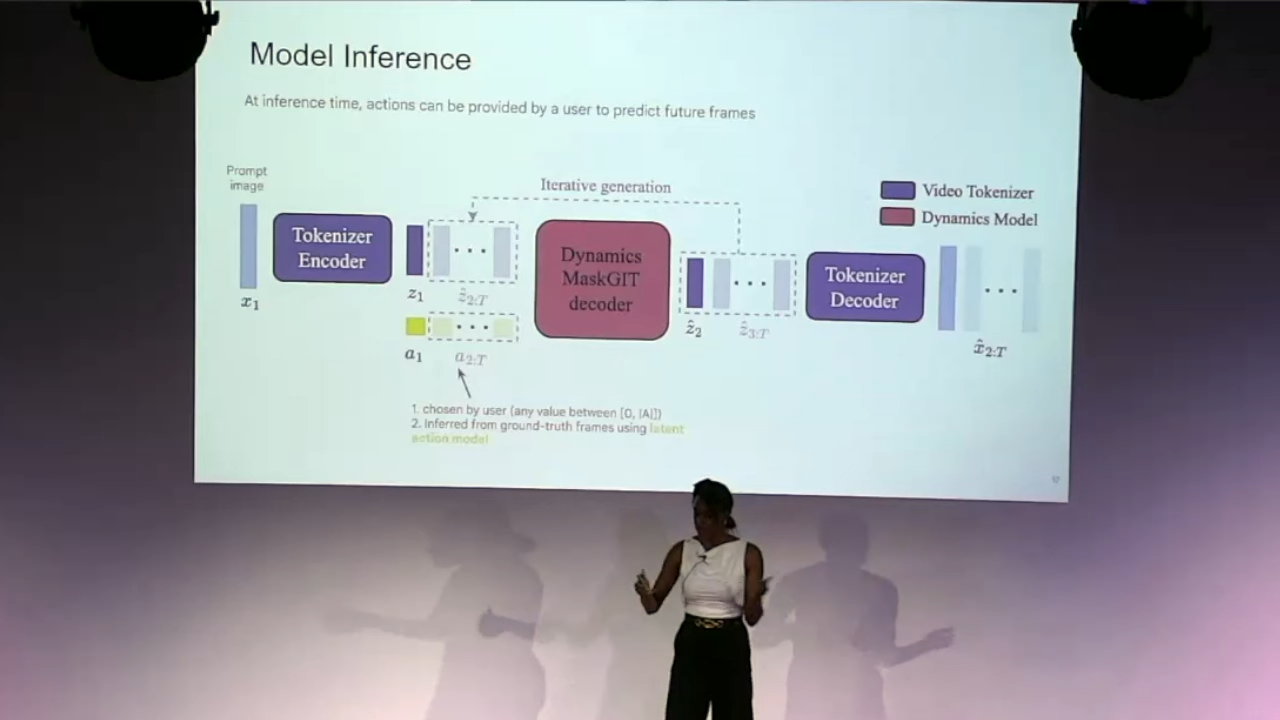 Model Inference
At inference time, actions can be provided by a user to predict future frames
Prompt
image
Iterative generation
Video Tokenizer
Dynamics Model
Tokenizer
Encoder
Dynamics
MaskGIT
decoder
Tokenizer
Decoder
x₁
z₁
ẑ₂:T
ẑ₂
ẑ₃:T
x̂₂:T
a₁
a₂:T
1. chosen by user (any value between [0, |A|])
2. Inferred from ground-truth frames using latent
action model
17